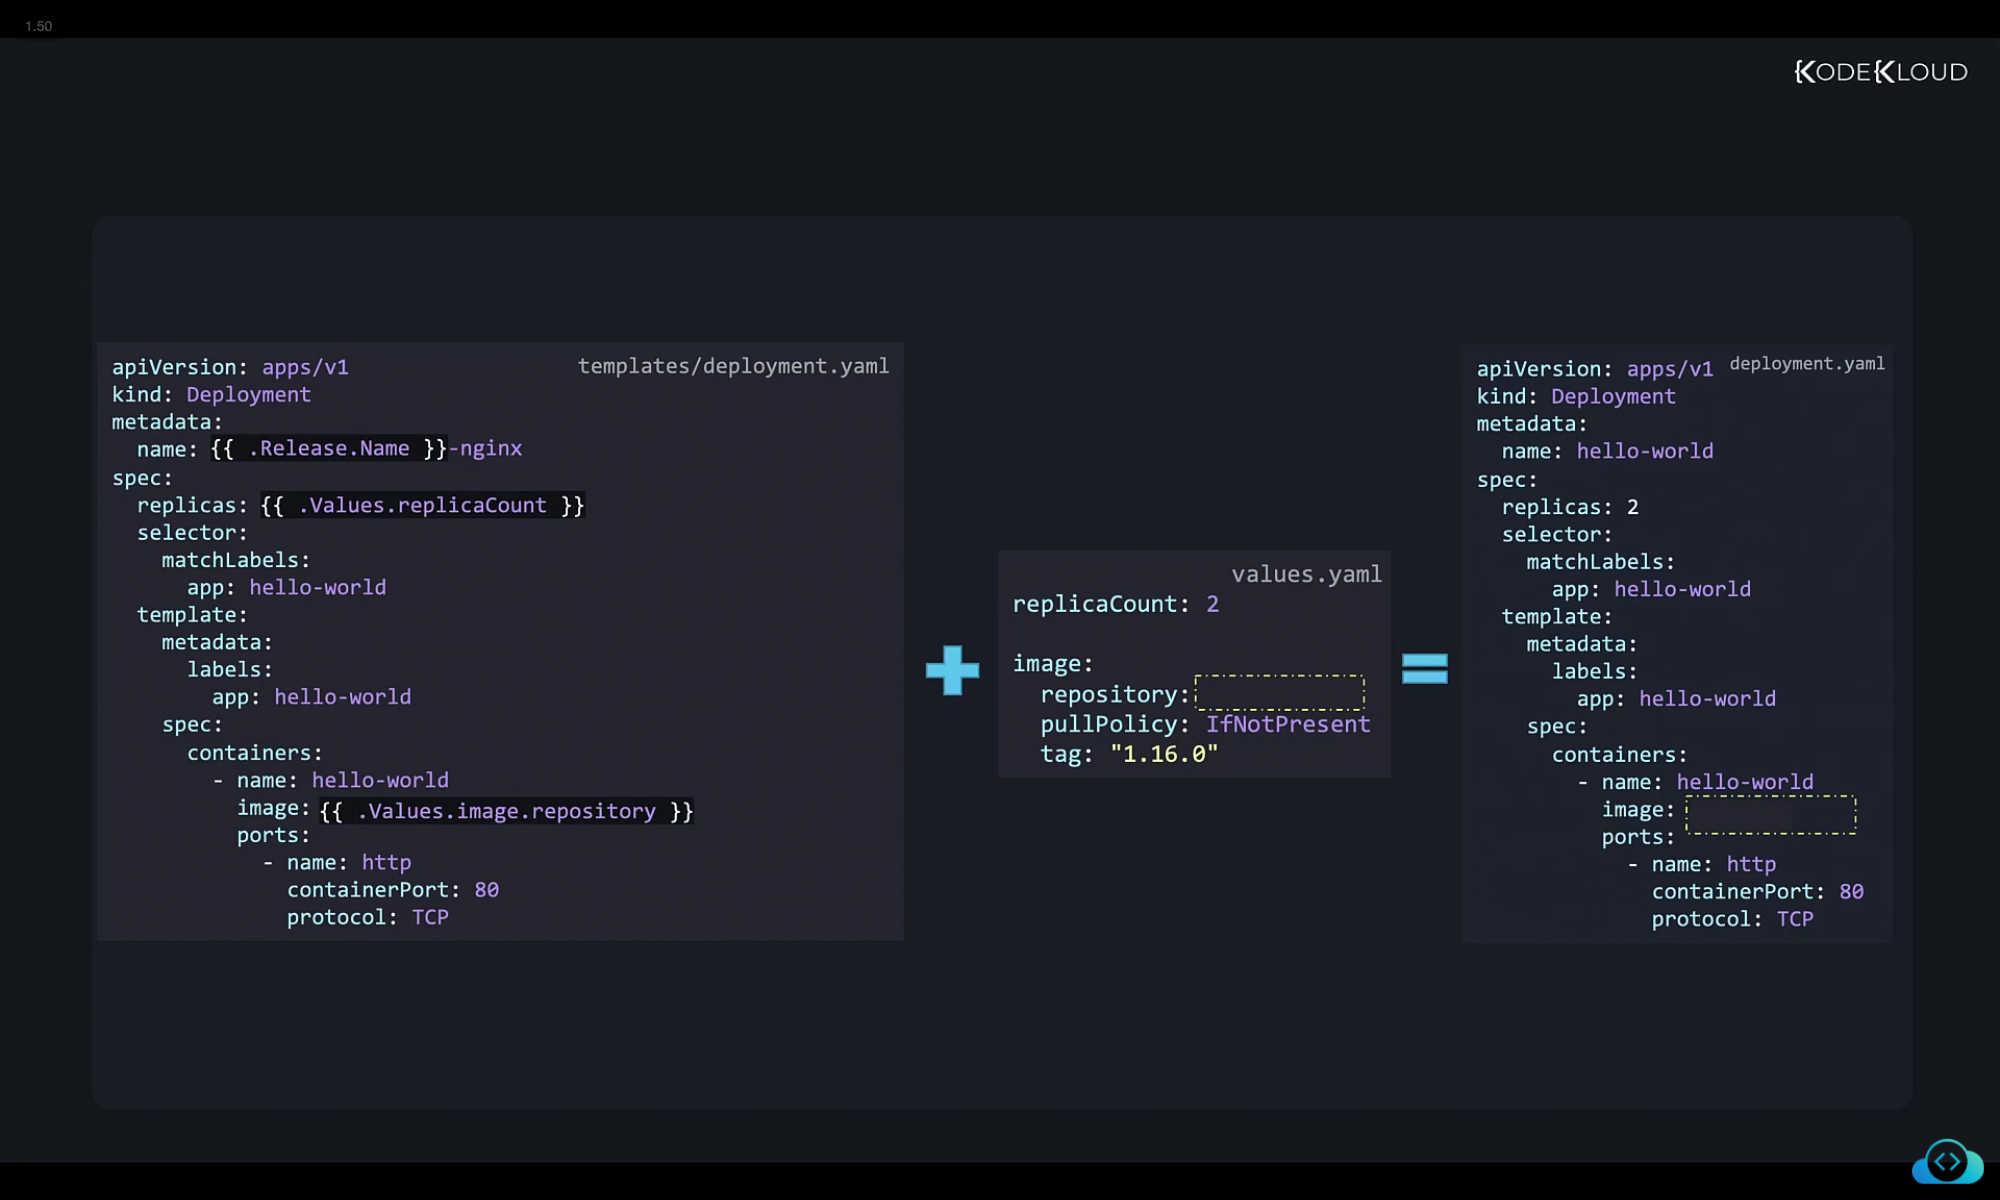 1.50
KODEKLOUD
templates/deployment.yaml
apiVersion: apps/v1
kind: Deployment
metadata:
  name: {{ .Release.Name }}-nginx
spec:
  replicas: {{ .Values.replicaCount }}
  selector:
    matchLabels:
      app: hello-world
  template:
    metadata:
      labels:
        app: hello-world
    spec:
      containers:
        - name: hello-world
          image: {{ .Values.image.repository }}
          ports:
            - name: http
              containerPort: 80
              protocol: TCP
values.yaml
replicaCount: 2
image:
  repository:
  pullPolicy: IfNotPresent
  tag: "1.16.0"
deployment.yaml
apiVersion: apps/v1
kind: Deployment
metadata:
  name: hello-world
spec:
  replicas: 2
  selector:
    matchLabels:
      app: hello-world
  template:
    metadata:
      labels:
        app: hello-world
    spec:
      containers:
        - name: hello-world
          image:
          ports:
            - name: http
              containerPort: 80
              protocol: TCP